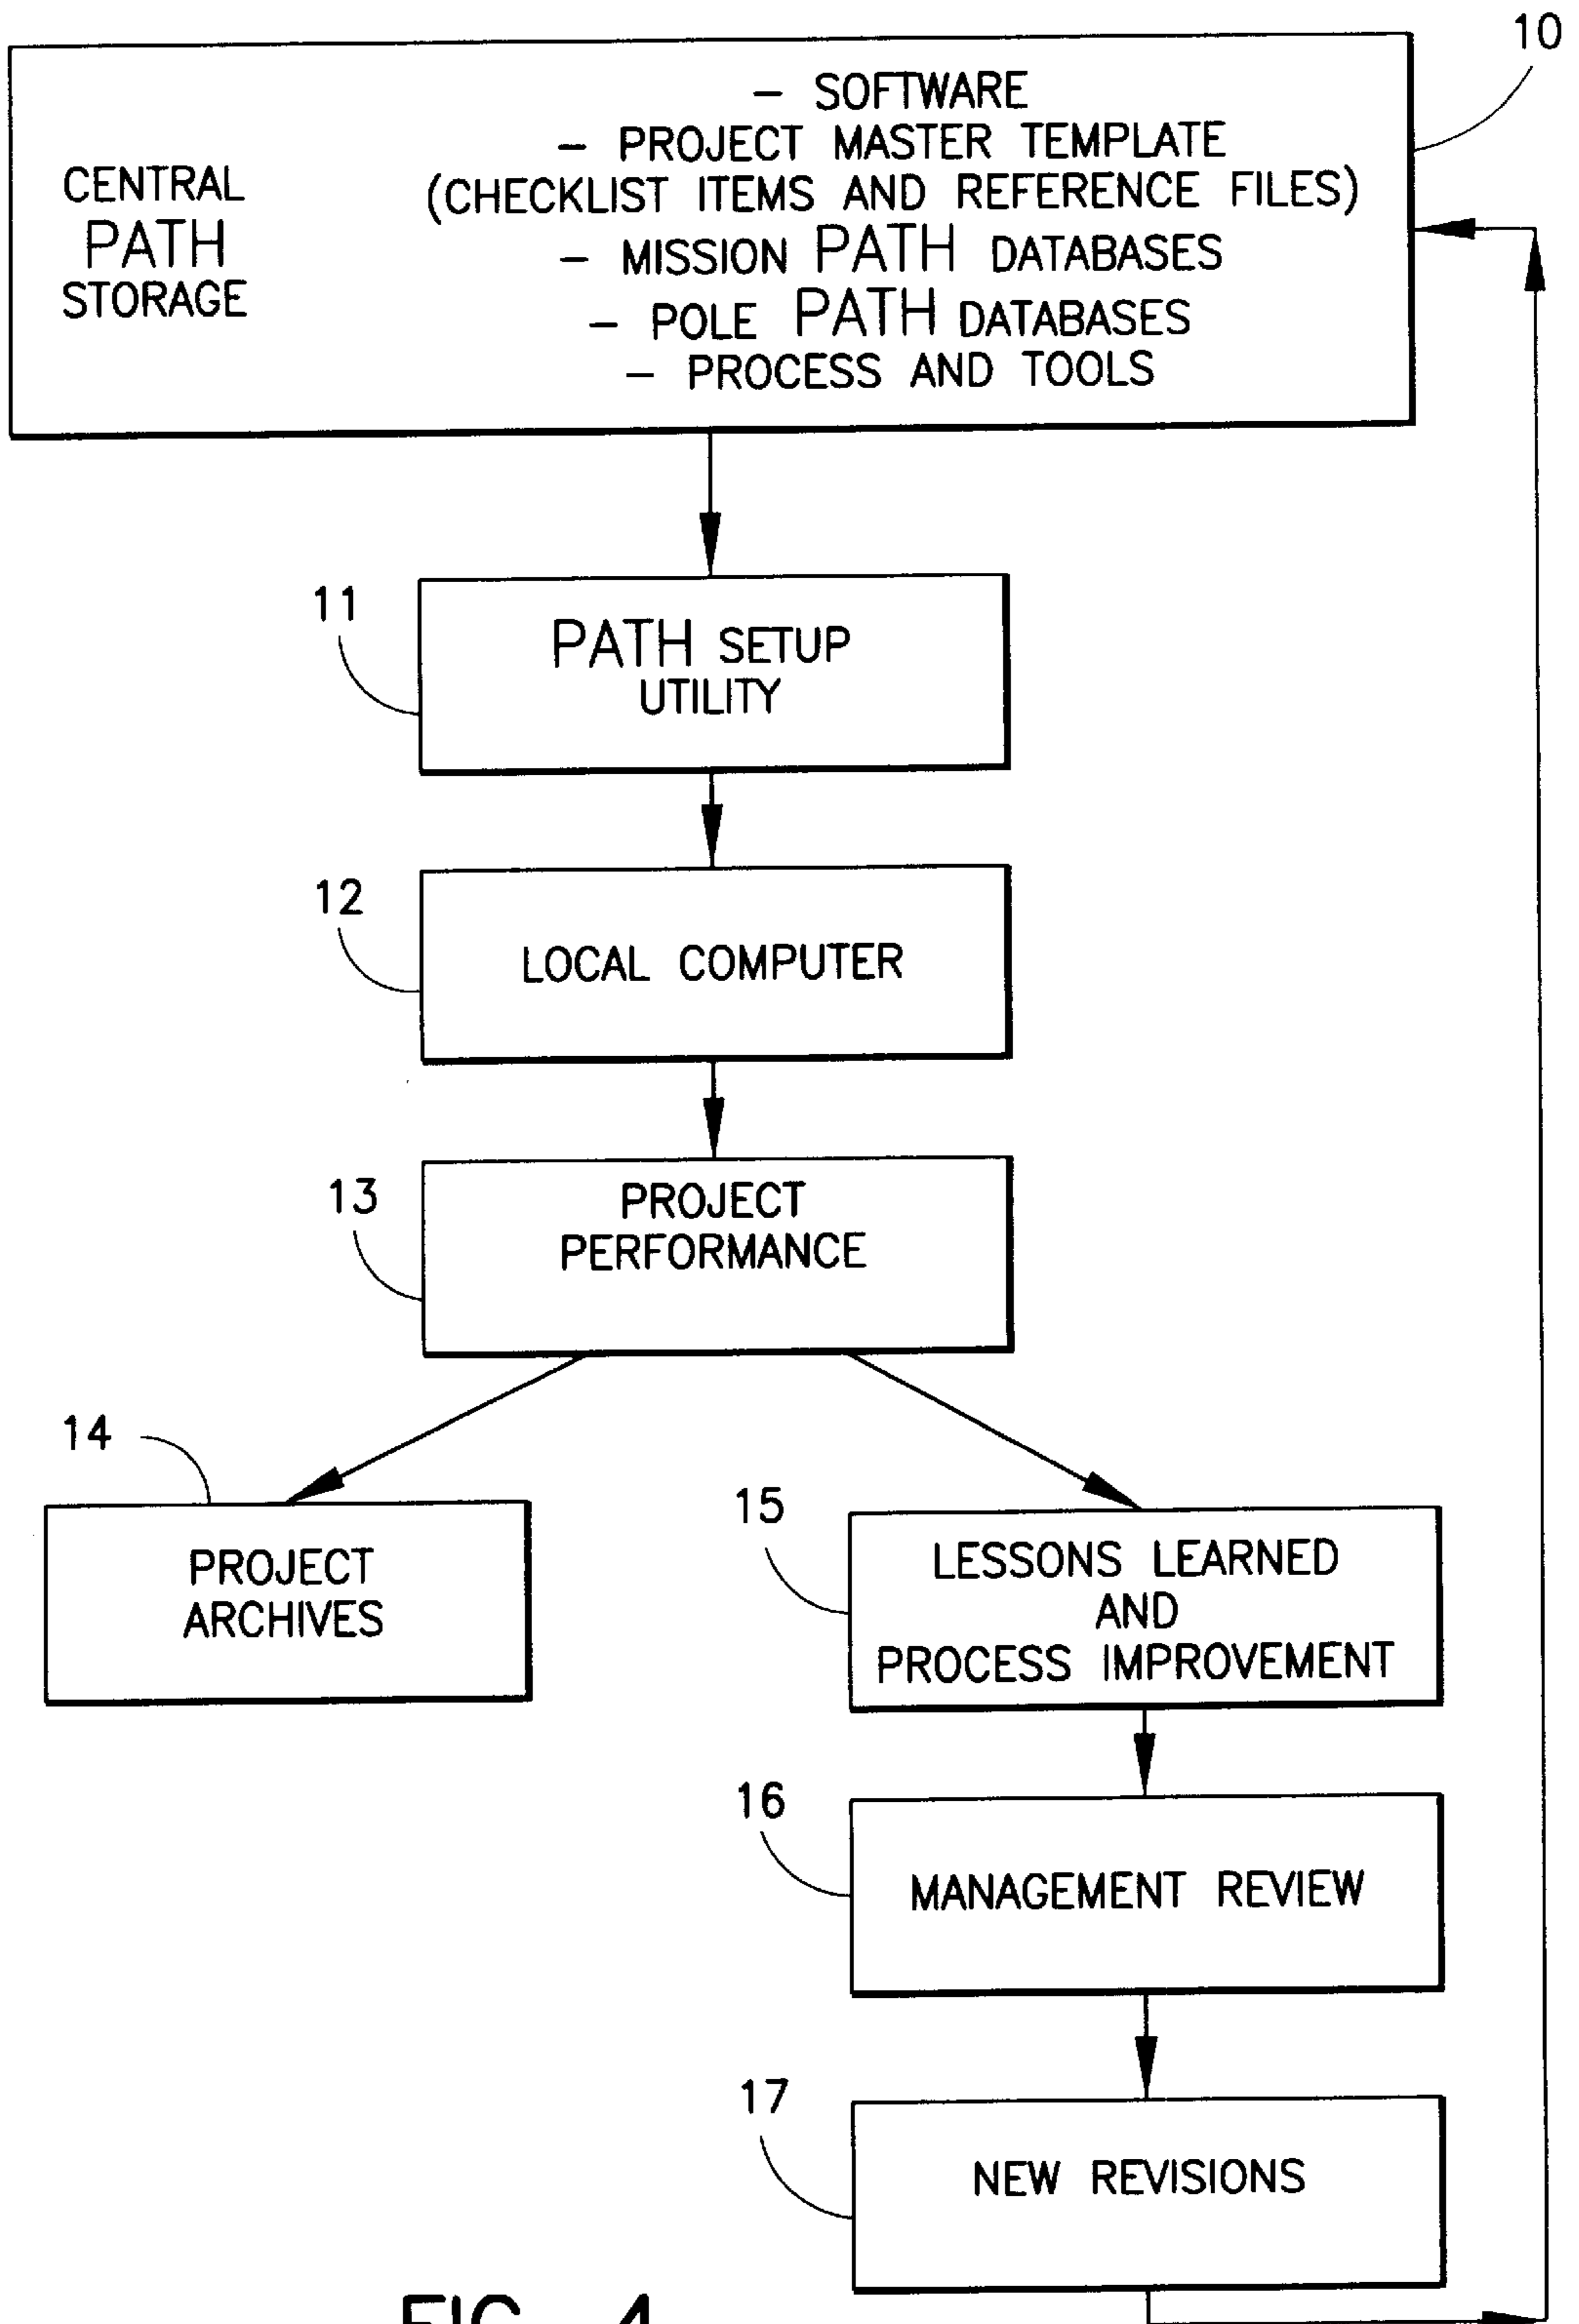 10
CENTRAL
PATH
STORAGE
– SOFTWARE
– PROJECT MASTER TEMPLATE
(CHECKLIST ITEMS AND REFERENCE FILES)
– MISSION PATH DATABASES
– POLE PATH DATABASES
– PROCESS AND TOOLS
11
PATH SETUP
UTILITY
12
LOCAL COMPUTER
13
PROJECT
PERFORMANCE
14
PROJECT
ARCHIVES
15
LESSONS LEARNED
AND
PROCESS IMPROVEMENT
16
MANAGEMENT REVIEW
17
NEW REVISIONS
FIG. 4